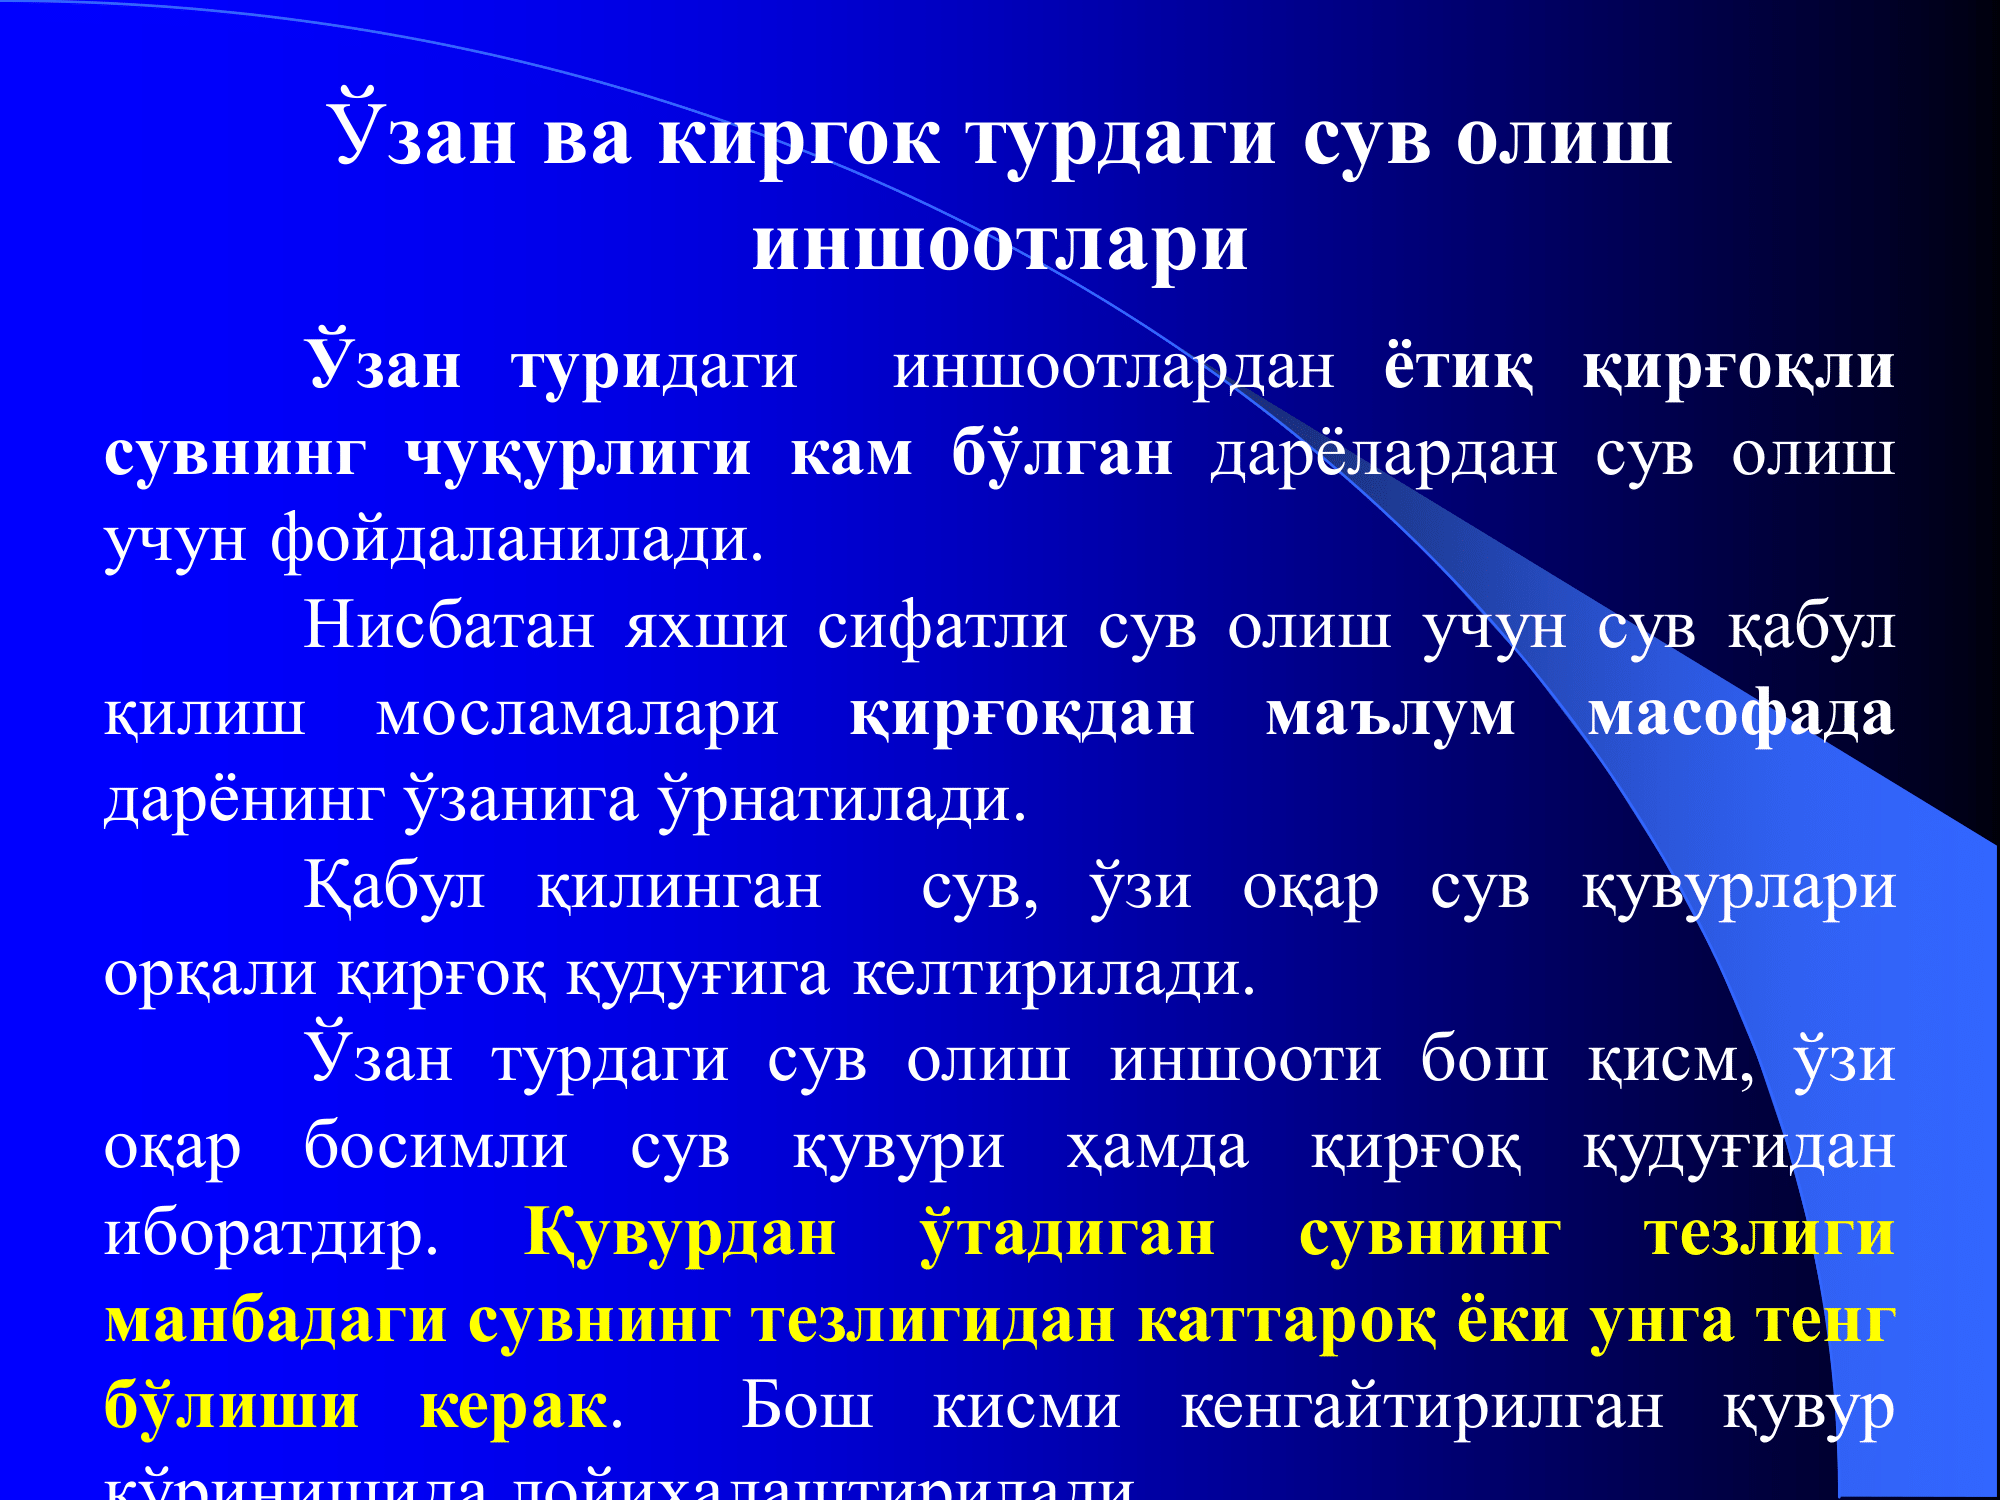 Ўзан ва киргок турдаги сув олиш
иншоотлари
Ўзан туридаги иншоотлардан ётиқ қирғоқли
сувнинг чуқурлиги кам бўлган дарёлардан сув олиш
учун фойдаланилади.
Нисбатан яхши сифатли сув олиш учун сув қабул
қилиш мосламалари қирғоқдан маълум масофада
дарёнинг ўзанига ўрнатилади.
Қабул қилинган сув, ўзи оқар сув қувурлари
орқали қирғоқ қудуғига келтирилади.
Ўзан турдаги сув олиш иншооти бош қисм, ўзи
оқар босимли сув қувури ҳамда қирғоқ қудуғидан
иборатдир. Қувурдан ўтадиган сувнинг тезлиги
манбадаги сувнинг тезлигидан каттароқ ёки унга тенг
бўлиши керак. Бош кисми кенгайтирилган қувур
кўринишида лойихалаштирилади